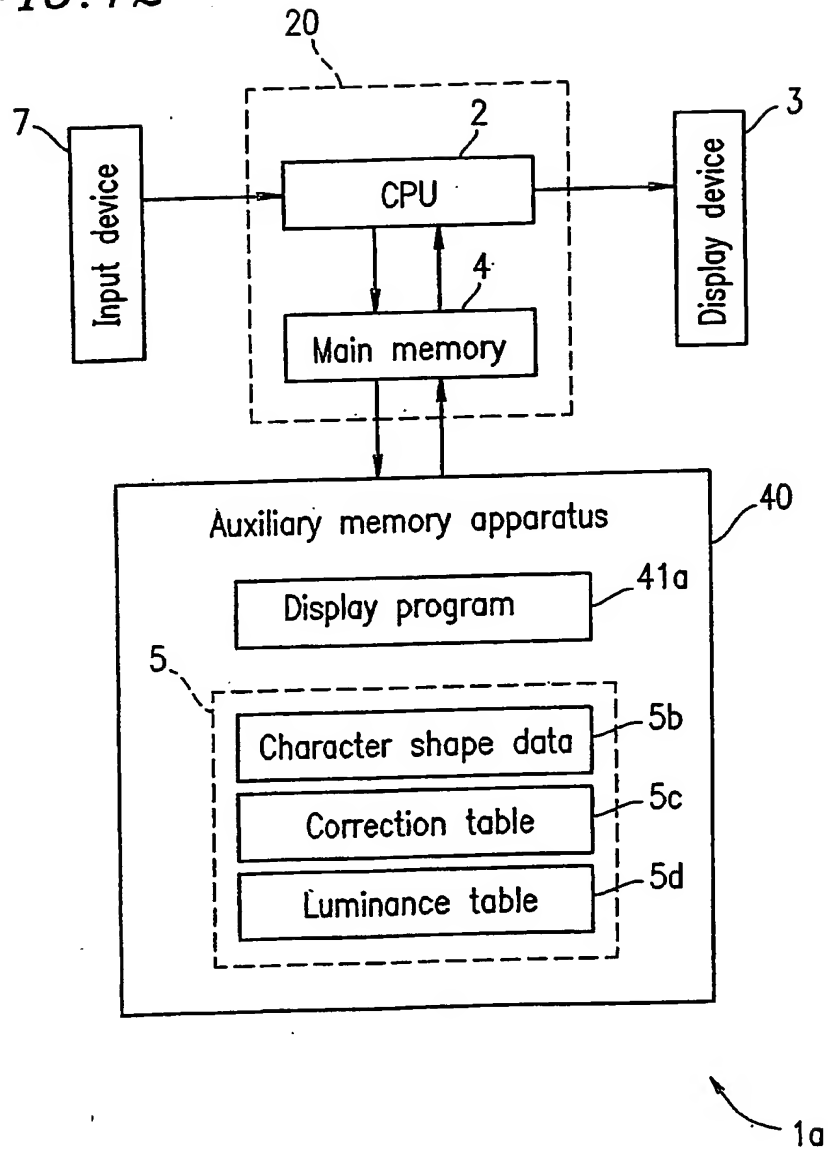 20
7
2
3
Input device
CPU
Display device
4
Main memory
Auxiliary memory apparatus
40
Display program
41a
5
Character shape data
5b
Correction table
5c
Luminance table
5d
1a